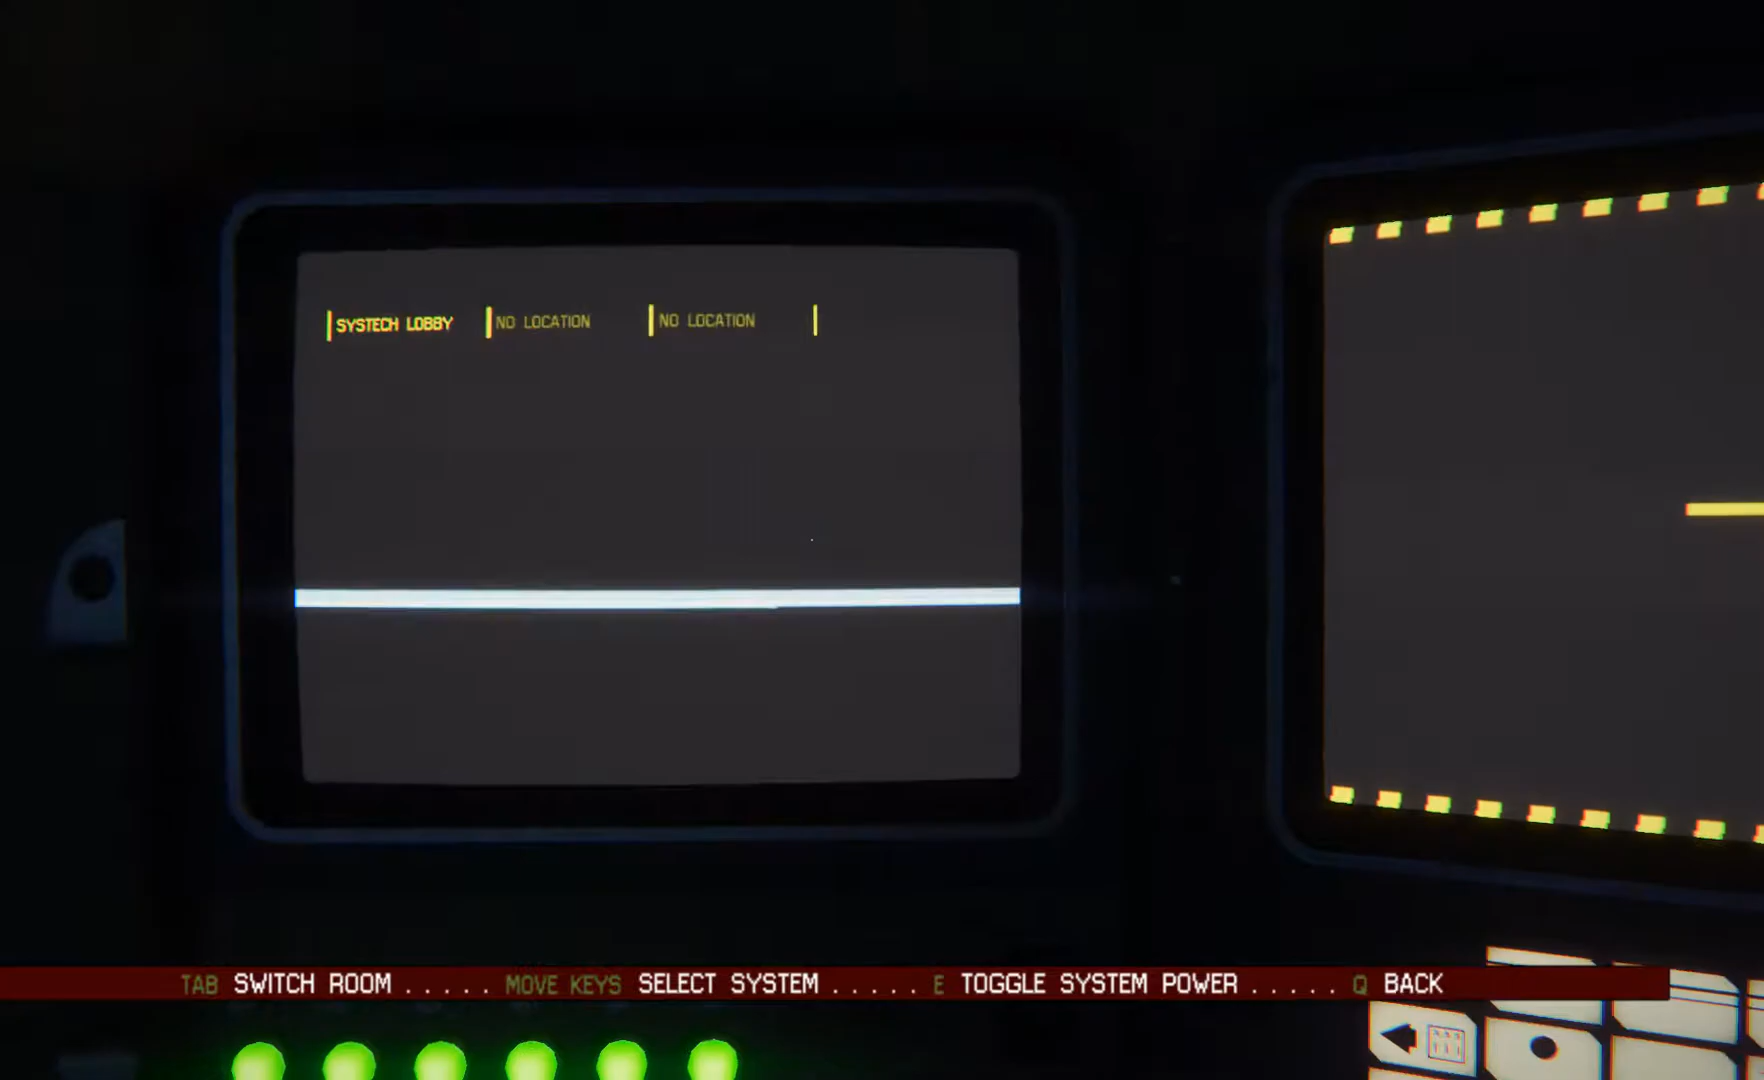 SYSTECH LOBBY NO LOCATION NO LOCATION
TAB SWITCH ROOM ..... MOVE KEYS SELECT SYSTEM ..... E TOGGLE SYSTEM POWER ..... Q BACK